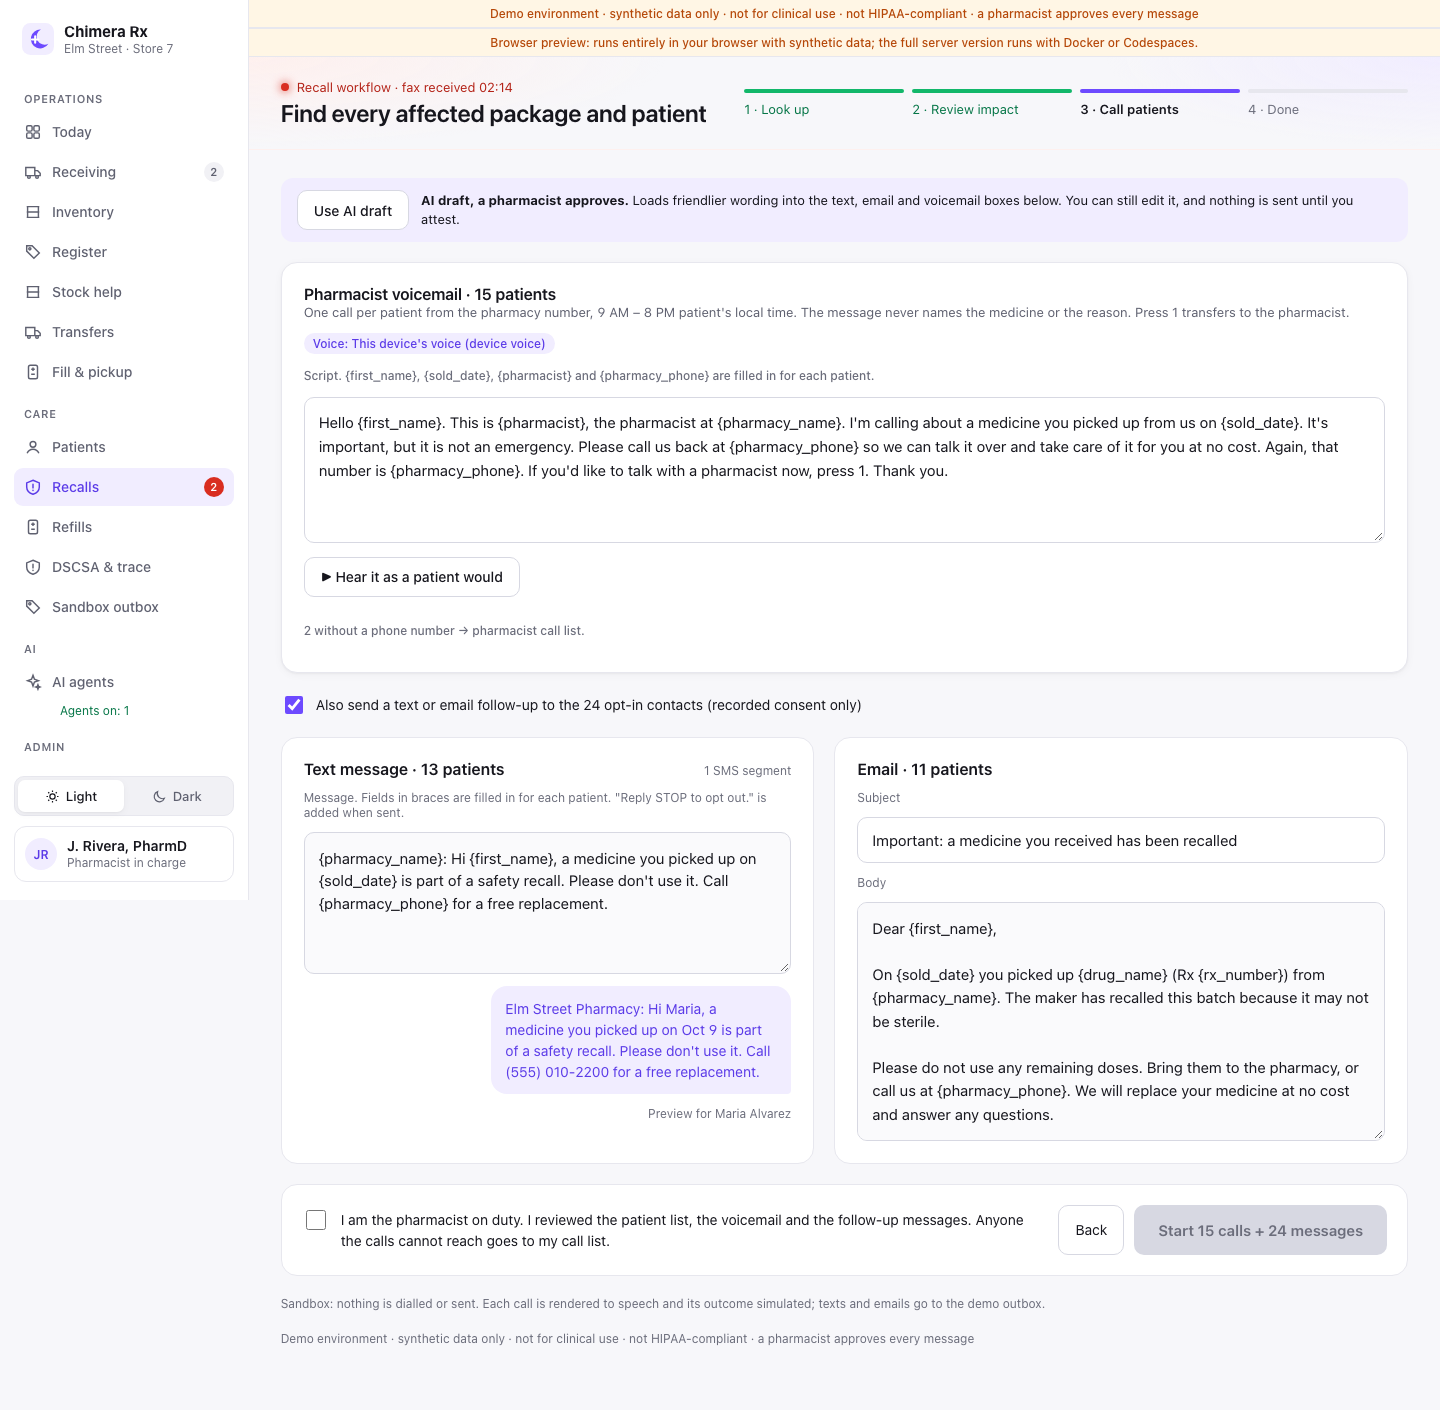 Chimera Rx
Elm Street · Store 7
OPERATIONS
Today
Receiving
2
Inventory
Register
Stock help
Transfers
Fill & pickup
CARE
Patients
Recalls
2
Refills
DSCSA & trace
Sandbox outbox
AI
AI agents
Agents on: 1
ADMIN
Light
Dark
JR
J. Rivera, PharmD
Pharmacist in charge
Demo environment · synthetic data only · not for clinical use · not HIPAA-compliant · a pharmacist approves every message
Browser preview: runs entirely in your browser with synthetic data; the full server version runs with Docker or Codespaces.
Recall workflow · fax received 02:14
Find every affected package and patient
1 · Look up
2 · Review impact
3 · Call patients
4 · Done
Use AI draft
AI draft, a pharmacist approves. Loads friendlier wording into the text, email and voicemail boxes below. You can still edit it, and nothing is sent until you
attest.
Pharmacist voicemail · 15 patients
One call per patient from the pharmacy number, 9 AM – 8 PM patient's local time. The message never names the medicine or the reason. Press 1 transfers to the pharmacist.
Voice: This device's voice (device voice)
Script. {first_name}, {sold_date}, {pharmacist} and {pharmacy_phone} are filled in for each patient.
Hello {first_name}. This is {pharmacist}, the pharmacist at {pharmacy_name}. I'm calling about a medicine you picked up from us on {sold_date}. It's
important, but it is not an emergency. Please call us back at {pharmacy_phone} so we can talk it over and take care of it for you at no cost. Again, that
number is {pharmacy_phone}. If you'd like to talk with a pharmacist now, press 1. Thank you.
▶ Hear it as a patient would
2 without a phone number → pharmacist call list.
Also send a text or email follow-up to the 24 opt-in contacts (recorded consent only)
Text message · 13 patients
1 SMS segment
Message. Fields in braces are filled in for each patient. "Reply STOP to opt out." is
added when sent.
{pharmacy_name}: Hi {first_name}, a medicine you picked up on
{sold_date} is part of a safety recall. Please don't use it. Call
{pharmacy_phone} for a free replacement.
Elm Street Pharmacy: Hi Maria, a
medicine you picked up on Oct 9 is part
of a safety recall. Please don't use it. Call
(555) 010-2200 for a free replacement.
Preview for Maria Alvarez
Email · 11 patients
Subject
Important: a medicine you received has been recalled
Body
Dear {first_name},
On {sold_date} you picked up {drug_name} (Rx {rx_number}) from
{pharmacy_name}. The maker has recalled this batch because it may not
be sterile.
Please do not use any remaining doses. Bring them to the pharmacy, or
call us at {pharmacy_phone}. We will replace your medicine at no cost
and answer any questions.
I am the pharmacist on duty. I reviewed the patient list, the voicemail and the follow-up messages. Anyone
the calls cannot reach goes to my call list.
Back
Start 15 calls + 24 messages
Sandbox: nothing is dialled or sent. Each call is rendered to speech and its outcome simulated; texts and emails go to the demo outbox.
Demo environment · synthetic data only · not for clinical use · not HIPAA-compliant · a pharmacist approves every message